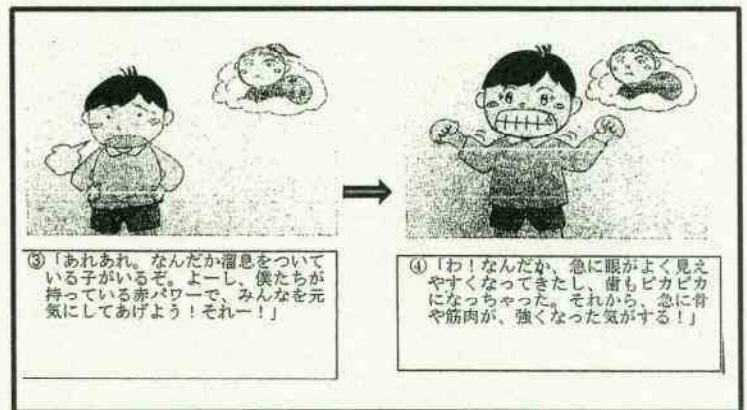 ③「あれあれ。なんだか溜息をついて
いる子がいるぞ。よーし、僕たちが
持っている赤パワーで、みんなを元
気にしてあげよう！それー！」
④「わ！なんだか、急に眼がよく見え
やすくなってきたし、歯もピカピカ
になっちゃった。それから、急に骨
や筋肉が、強くなった気がする！」